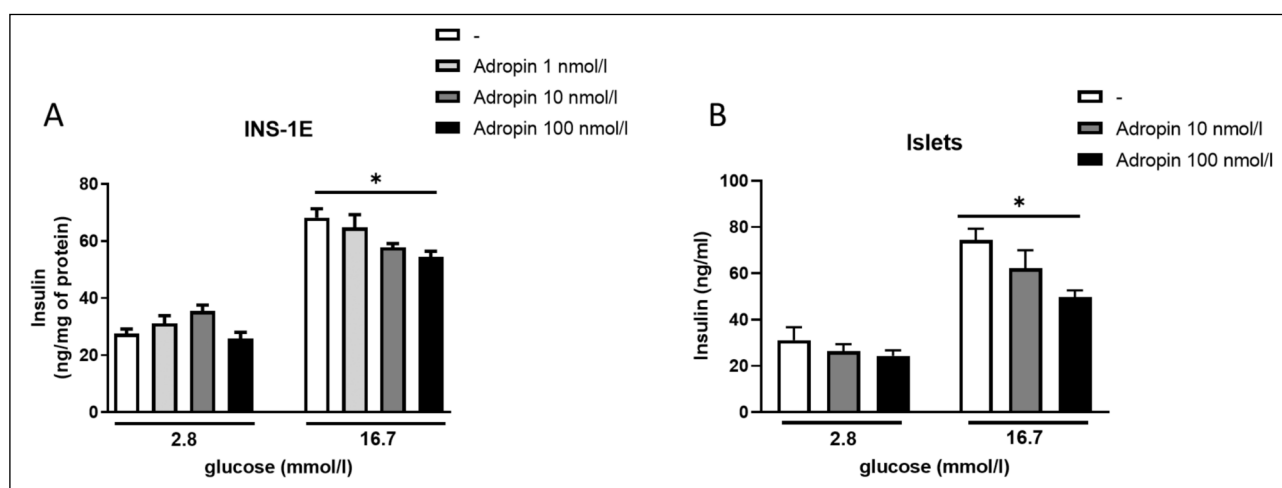 A
INS-1E
-
Adropin 1 nmol/l
Adropin 10 nmol/l
Adropin 100 nmol/l
Insulin
(ng/mg of protein)
80
60
40
20
0
*
2.8
16.7
glucose (mmol/l)
B
Islets
-
Adropin 10 nmol/l
Adropin 100 nmol/l
Insulin (ng/ml)
100
80
60
40
20
0
*
2.8
16.7
glucose (mmol/l)